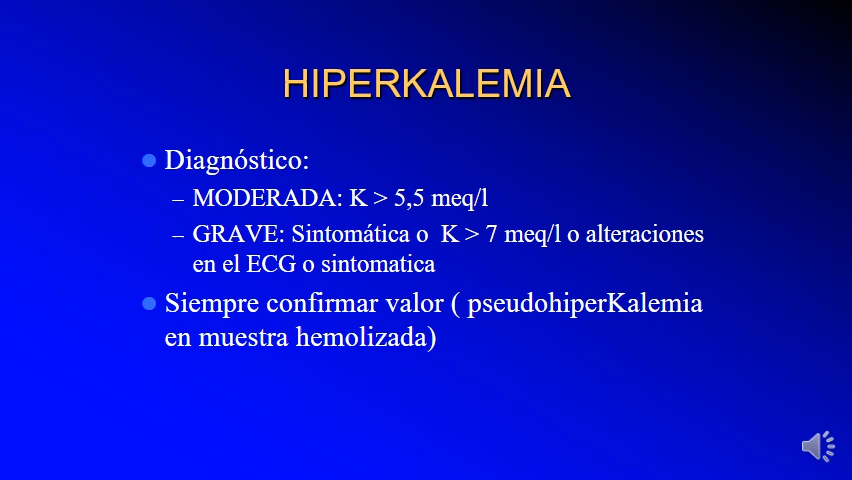 HIPERKALEMIA
Diagnóstico:
– MODERADA: K > 5,5 meq/l
– GRAVE: Sintomática o K > 7 meq/l o alteraciones
en el ECG o sintomatica
Siempre confirmar valor ( pseudohiperKalemia
en muestra hemolizada)